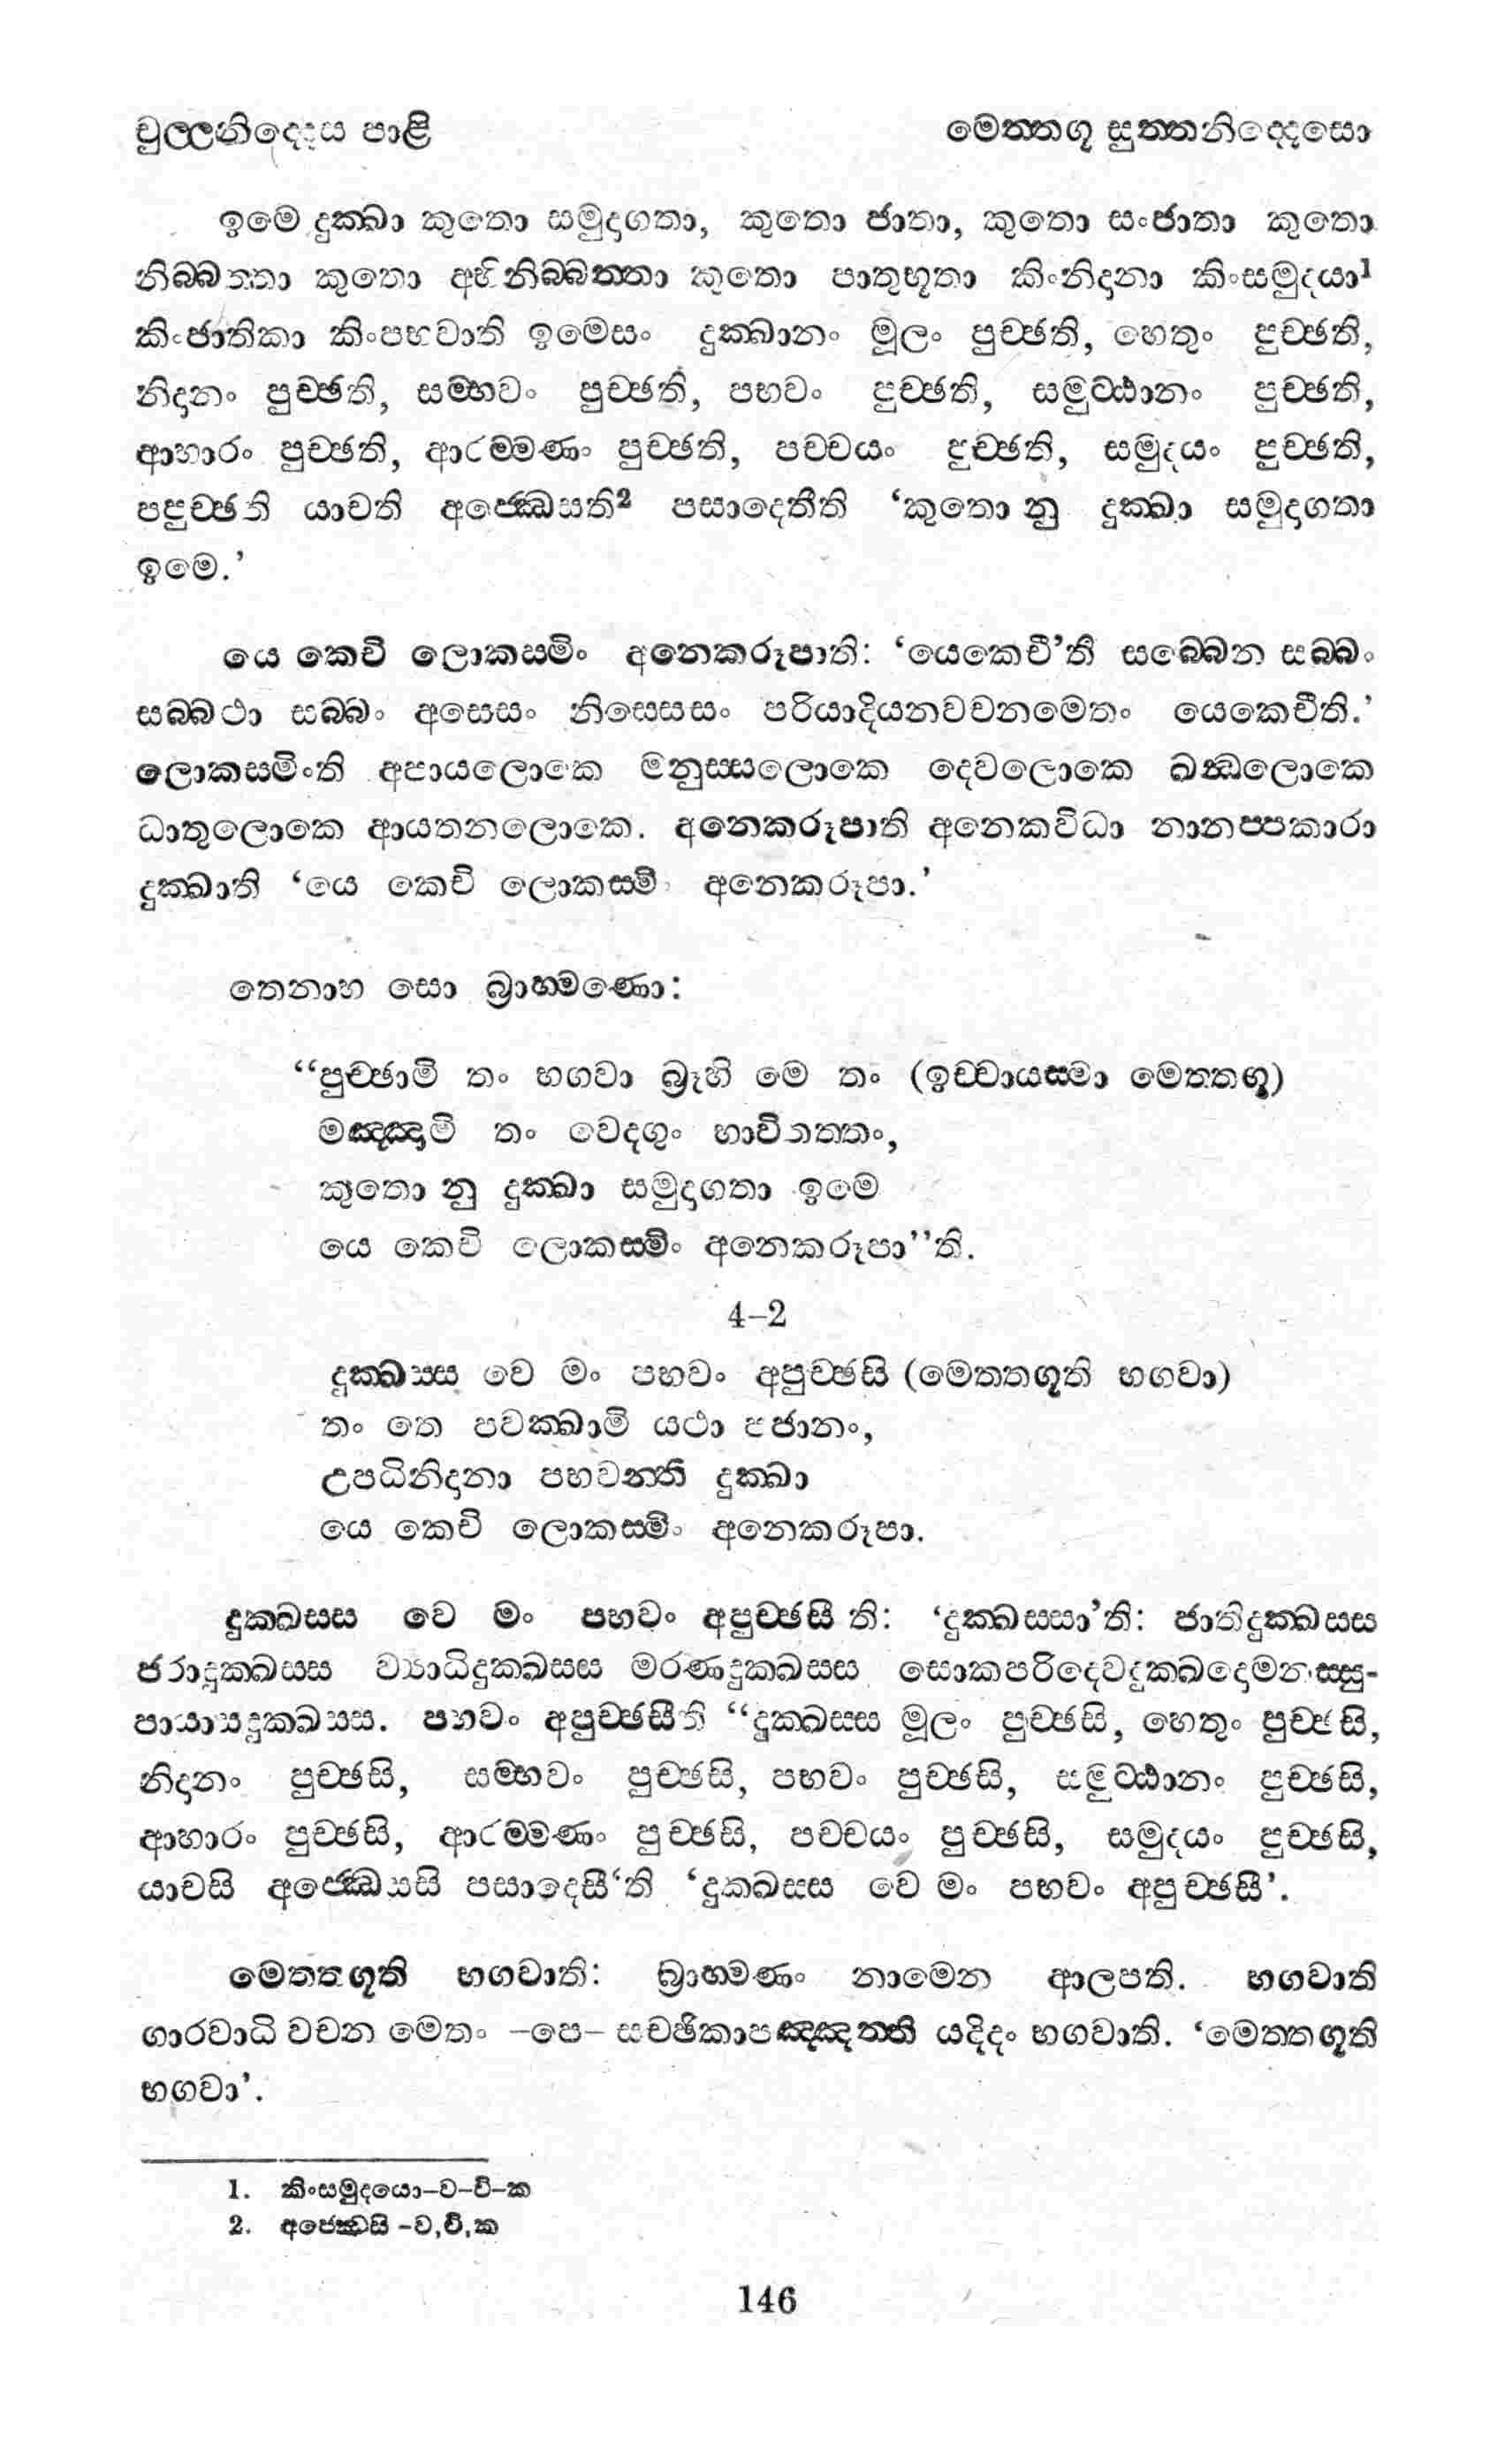 චුල්ලනිද්දෙස පාළි
මෙත්තගූ සුත්තනිද්දෙසො
ඉමෙ දුක්ඛා කුතො සමුදාගතා, කුතො ජාතා, කුතො සංජාතා කුතො
නිබ්බත්තා කුතො අභිනිබ්බත්තා කුතො පාතුභූතා කිංනිදානා කිංසමුදයා1
කිංජාතිකා කිංපභවාති ඉමෙසං දුක්ඛානං මූලං පුච්ඡති, හෙතුං පුච්ඡති,
නිදානං පුච්ඡති, සම්භවං පුච්ඡති, පභවං පුච්ඡති, සමුට්ඨානං පුච්ඡති,
ආහාරං පුච්ඡති, ආරම්මණං පුච්ඡති, පච්චයං පුච්ඡති, සමුදයං පුච්ඡති,
පපුච්ඡති යාචති අජ්ඣෙසති2 පසාදෙතීති ‘කුතො නු දුක්ඛා සමුදාගතා
ඉමෙ.’
යෙ කෙචි ලොකස්මිං අනෙකරූපාති: ‘යෙකෙචී’ති සබ්බෙන සබ්බං
සබ්බථා සබ්බං අසෙසං නිසෙසසං පරියාදියනවචනමෙතං යෙකෙචීති.’
ලොකස්මිංති අපායලොකෙ මනුස්සලොකෙ දෙවලොකෙ ඛන්ධලොකෙ
ධාතුලොකෙ ආයතනලොකෙ. අනෙකරූපාති අනෙකවිධා නානප්පකාරා
දුක්ඛාති ‘යෙ කෙචි ලොකස්මිං අනෙකරූපා.’
තෙනාහ සො බ්‍රාහ්මණො:
“පුච්ඡාමි තං භගවා බ්‍රූහි මෙ තං (ඉච්චායස්මා මෙත්තගූ)
මඤ්ඤාමි තං වෙදගුං භාවිතත්තං,
කුතො නු දුක්ඛා සමුදාගතා ඉමෙ
යෙ කෙචි ලොකස්මිං අනෙකරූපා”ති.
4–2
දුක්ඛස්ස වෙ මං පභවං අපුච්ඡසි (මෙත්තගූති භගවා)
තං තෙ පවක්ඛාමි යථා පජානං,
උපධිනිදානා පභවන්ති දුක්ඛා
යෙ කෙචි ලොකස්මිං අනෙකරූපා.
දුක්ඛස්ස වෙ මං පභවං අපුච්ඡසී ති: ‘දුක්ඛස්සා’ති: ජාතිදුක්ඛස්ස
ජරාදුක්ඛස්ස ව්‍යාධිදුක්ඛස්ස මරණදුක්ඛස්ස සොකපරිදෙවදුක්ඛදොමනස්සු-
පායාසදුක්ඛස්ස. පභවං අපුච්ඡසීති “දුක්ඛස්ස මූලං පුච්ඡසි, හෙතුං පුච්ඡසි,
නිදානං පුච්ඡසි, සම්භවං පුච්ඡසි, පභවං පුච්ඡසි, සමුට්ඨානං පුච්ඡසි,
ආහාරං පුච්ඡසි, ආරම්මණං පුච්ඡසි, පච්චයං පුච්ඡසි, සමුදයං පුච්ඡසි,
යාචසි අජ්ඣෙසසි පසාදෙසී‘ති ‘දුක්ඛස්ස වෙ මං පභවං අපුච්ඡසී’.
මෙත්තගූති භගවාති: බ්‍රාහ්මණං නාමෙන ආලපති. භගවාති
ගාරවාධි වචන මෙතං –පෙ– සච්ඡිකාපඤ්ඤත්ති යදිදං භගවාති. ‘මෙත්තගූති
භගවා’.
1. කිංසමුදයො–ව–වි–ක
2. අජ්ඣෙසි –ව,වි,ක
146